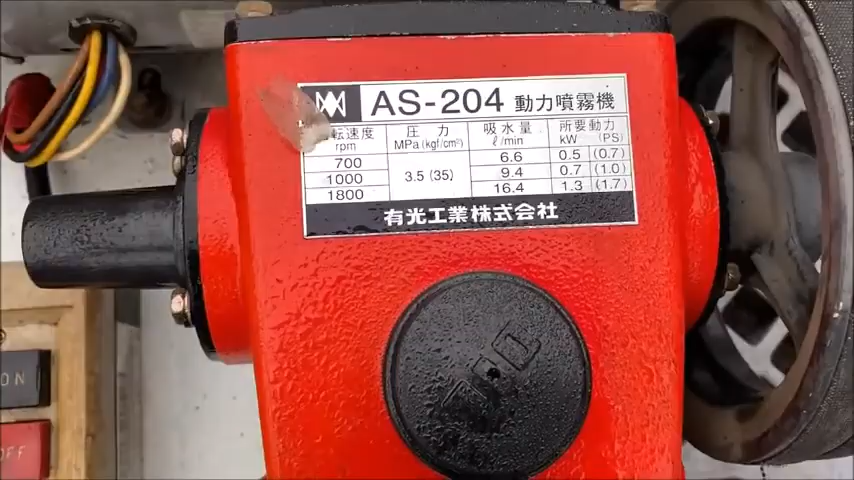 AS-204 動力噴霧機
回転速度 圧力 吸水量 所要動力
rpm MPa(kgf/cm²) ℓ/min kW (PS)
700 6.6 0.5 (0.7)
1000 3.5 (35) 9.4 0.7 (1.0)
1800 16.4 1.3 (1.7)
有光工業株式会社
ON
OFF